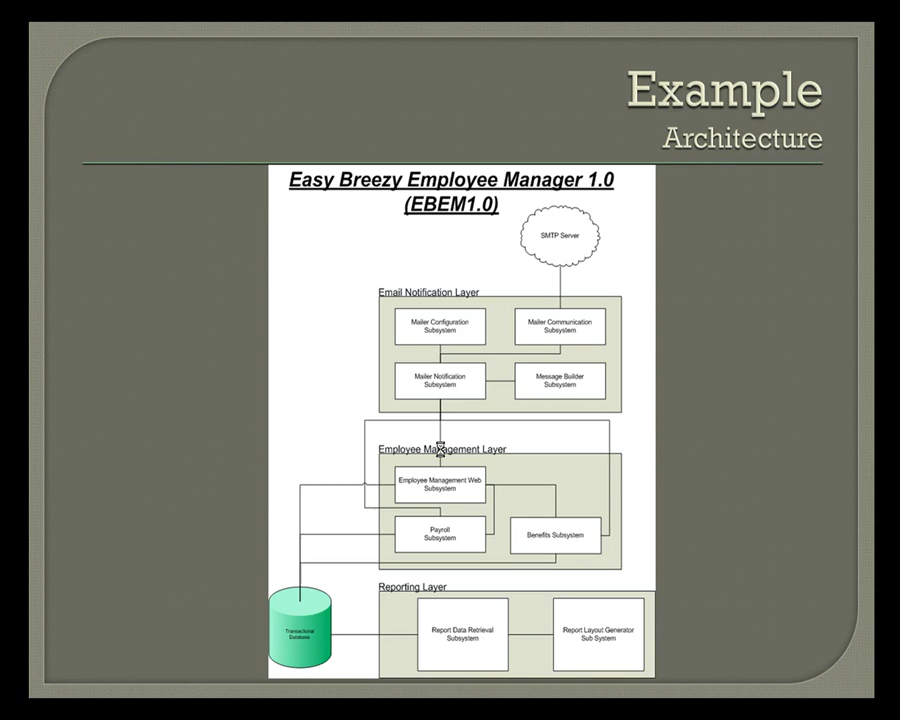 Example
Architecture
Easy Breezy Employee Manager 1.0
(EBEM1.0)
SMTP Server
Email Notification Layer
Mailer Configuration
Subsystem
Mailer Communication
Subsystem
Mailer Notification
Subsystem
Message Builder
Subsystem
Employee Management Layer
Employee Management Web
Subsystem
Payroll
Subsystem
Benefits Subsystem
Reporting Layer
Transactional
Database
Report Data Retrieval
Subsystem
Report Layout Generator
Sub System